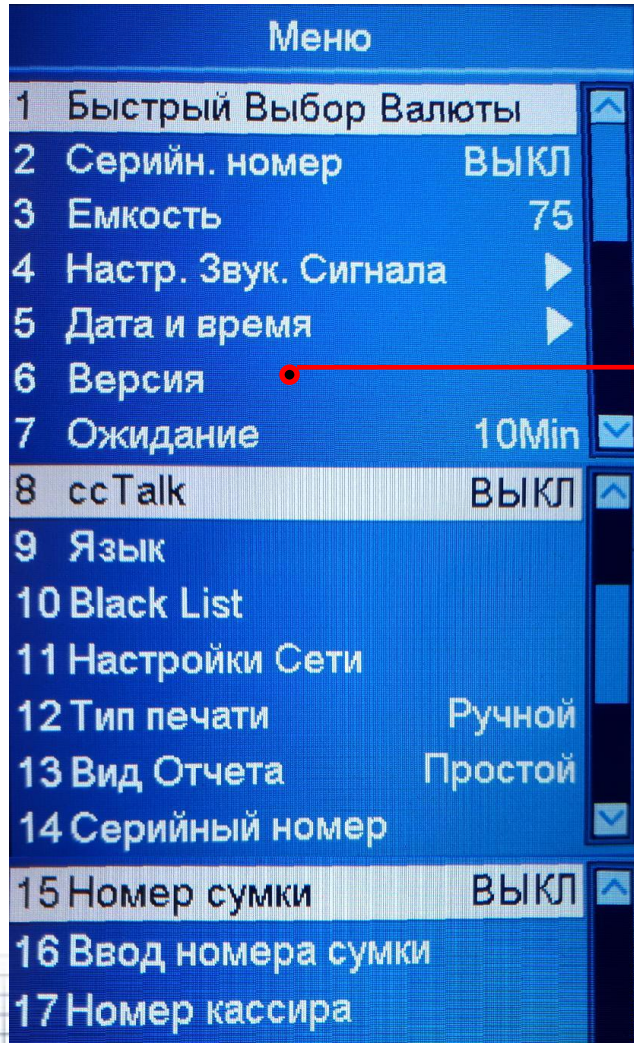 Меню
1 Быстрый Выбор Валюты
2 Серийн. номер ВЫКЛ
3 Емкость 75
4 Настр. Звук. Сигнала
5 Дата и время
6 Версия
7 Ожидание 10Min
8 ccTalk ВЫКЛ
9 Язык
10 Black List
11 Настройки Сети
12 Тип печати Ручной
13 Вид Отчета Простой
14 Серийный номер
15 Номер сумки ВЫКЛ
16 Ввод номера сумки
17 Номер кассира